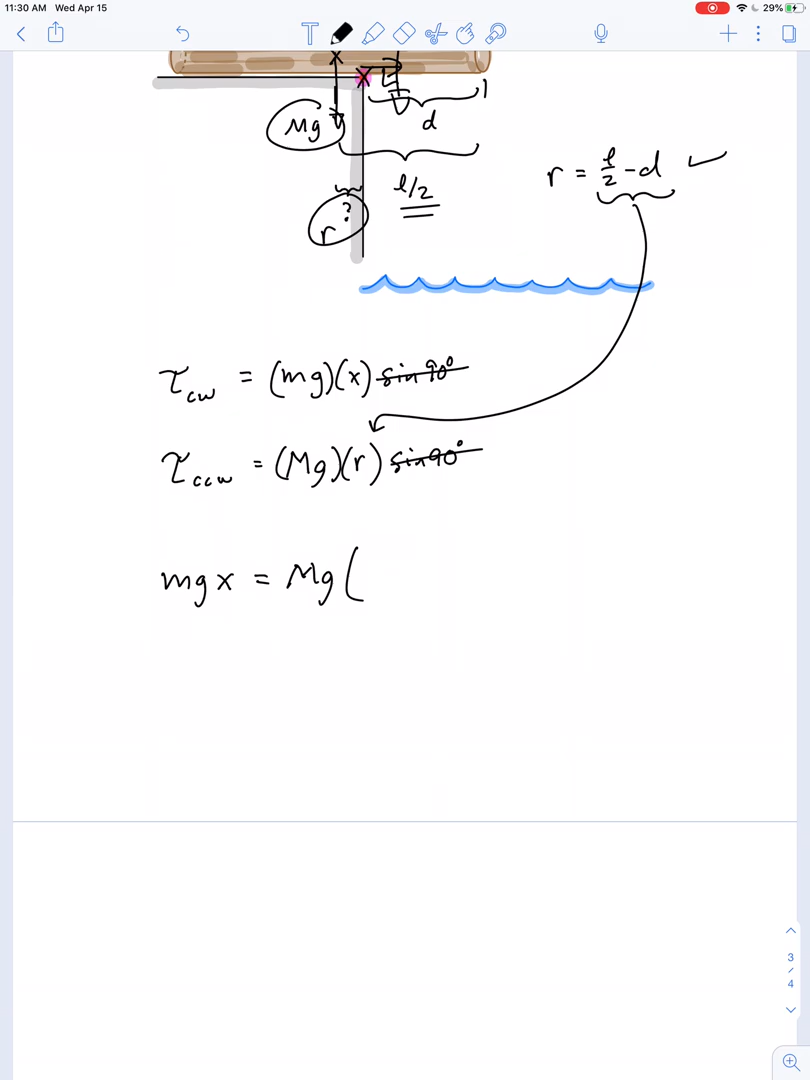 11:30 AM Wed Apr 15
29%
Mg
d
l/2
?
r
r = l/2 - d ✓
τcw = (mg)(x) sin 90°
τccw = (Mg)(r) sin 90°
mgx = Mg(
3
/
4